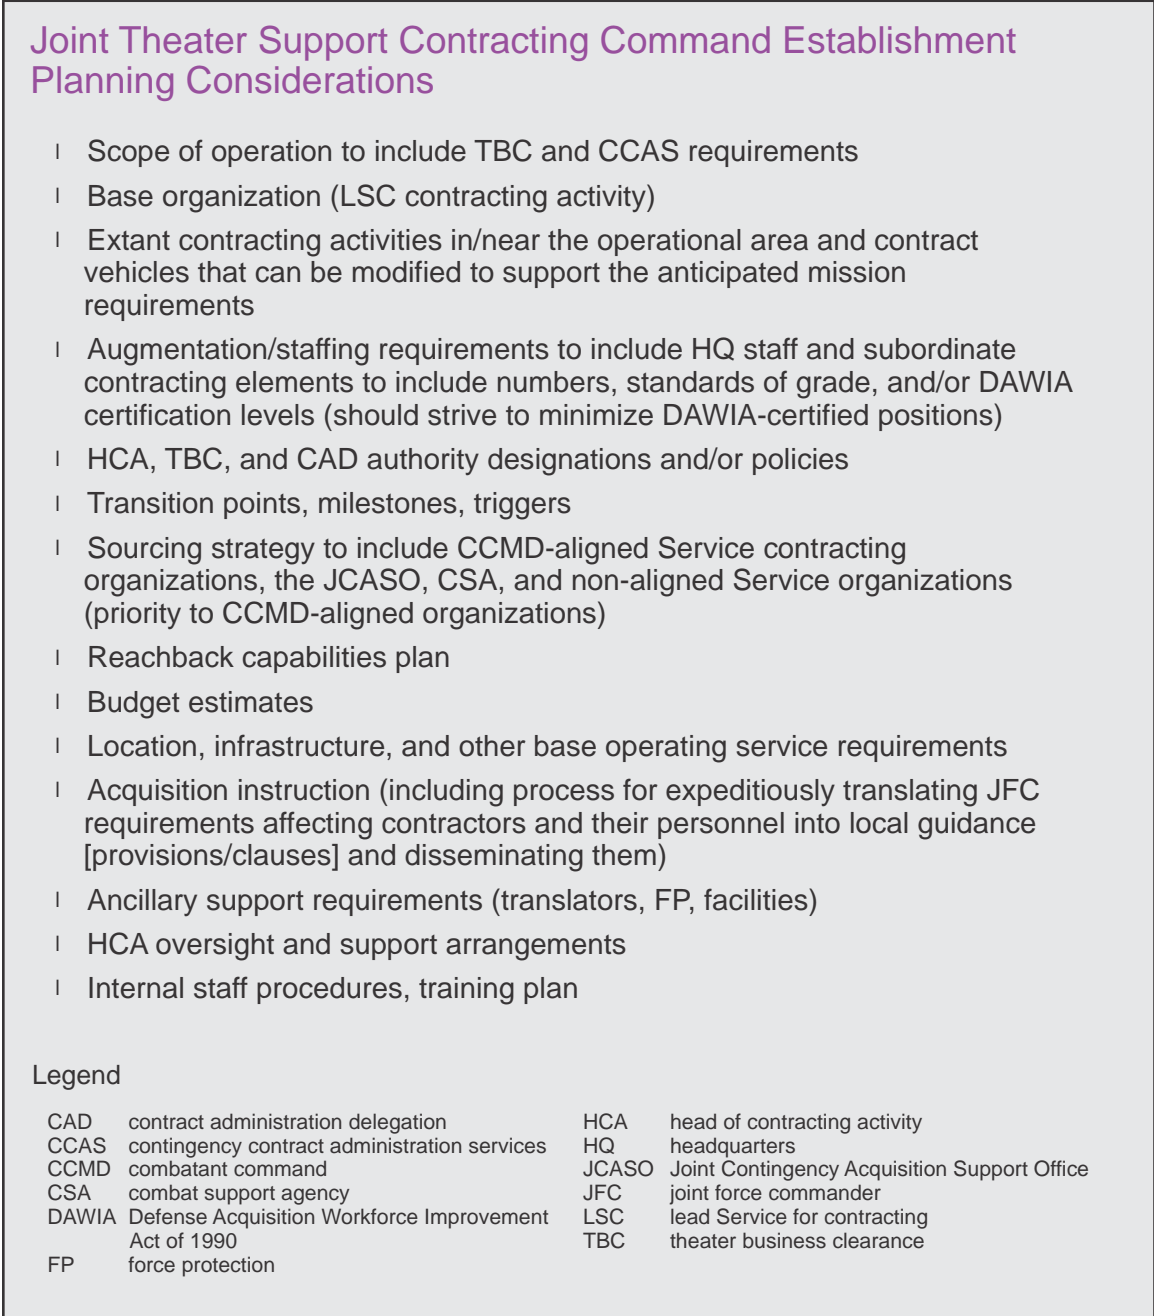 Joint Theater Support Contracting Command Establishment
Planning Considerations
l Scope of operation to include TBC and CCAS requirements
l Base organization (LSC contracting activity)
l Extant contracting activities in/near the operational area and contract
vehicles that can be modified to support the anticipated mission
requirements
l Augmentation/staffing requirements to include HQ staff and subordinate
contracting elements to include numbers, standards of grade, and/or DAWIA
certification levels (should strive to minimize DAWIA-certified positions)
l HCA, TBC, and CAD authority designations and/or policies
l Transition points, milestones, triggers
l Sourcing strategy to include CCMD-aligned Service contracting
organizations, the JCASO, CSA, and non-aligned Service organizations
(priority to CCMD-aligned organizations)
l Reachback capabilities plan
l Budget estimates
l Location, infrastructure, and other base operating service requirements
l Acquisition instruction (including process for expeditiously translating JFC
requirements affecting contractors and their personnel into local guidance
[provisions/clauses] and disseminating them)
l Ancillary support requirements (translators, FP, facilities)
l HCA oversight and support arrangements
l Internal staff procedures, training plan
Legend
CAD contract administration delegation
CCAS contingency contract administration services
CCMD combatant command
CSA combat support agency
DAWIA Defense Acquisition Workforce Improvement
Act of 1990
FP force protection
HCA head of contracting activity
HQ headquarters
JCASO Joint Contingency Acquisition Support Office
JFC joint force commander
LSC lead Service for contracting
TBC theater business clearance